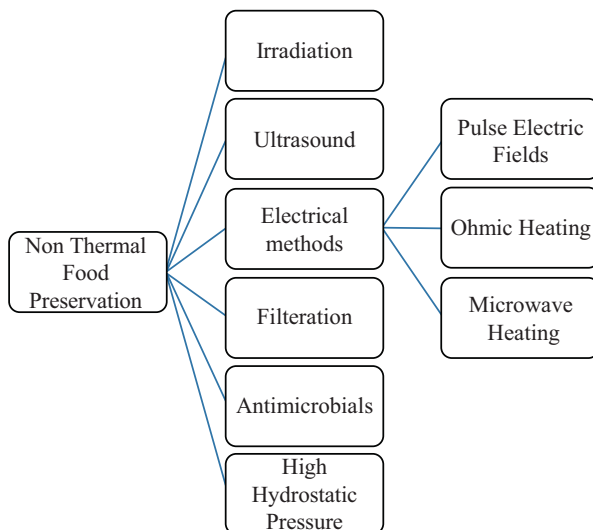 Irradiation
Ultrasound
Electrical
methods
Filteration
Antimicrobials
High
Hydrostatic
Pressure
Non Thermal
Food
Preservation
Pulse Electric
Fields
Ohmic Heating
Microwave
Heating